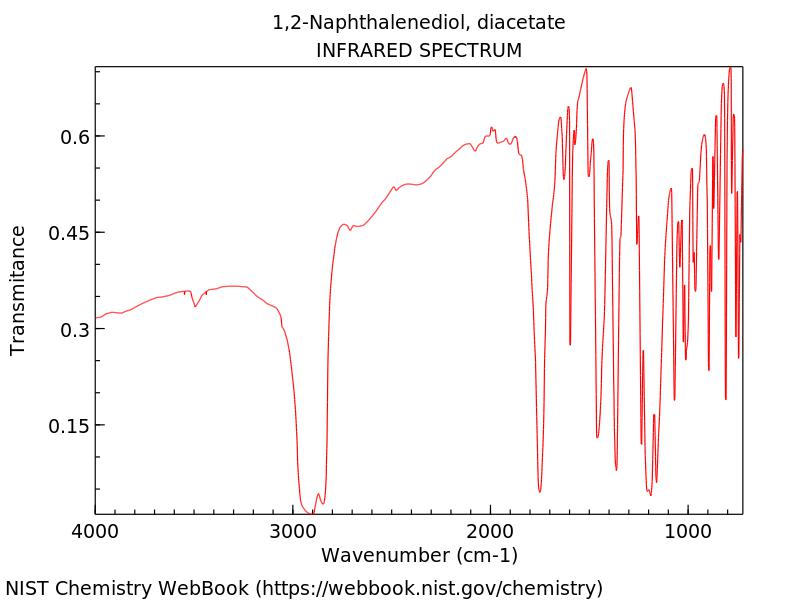 1,2-Naphthalenediol, diacetate
INFRARED SPECTRUM
Transmitance
0.6
0.45
0.3
0.15
4000 3000 2000 1000
Wavenumber (cm-1)
NIST Chemistry WebBook (https://webbook.nist.gov/chemistry)